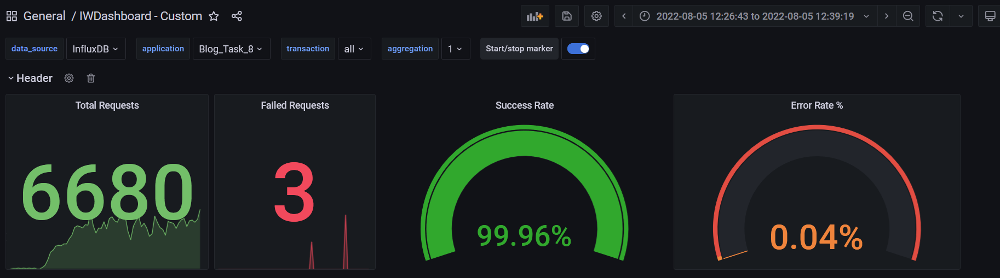 General / IWDashboard - Custom 2022-08-05 12:26:43 to 2022-08-05 12:39:19
data_source InfluxDB application Blog_Task_8 transaction all aggregation 1 Start/stop marker
Header
Total Requests Failed Requests Success Rate Error Rate %
6680 3 99.96% 0.04%